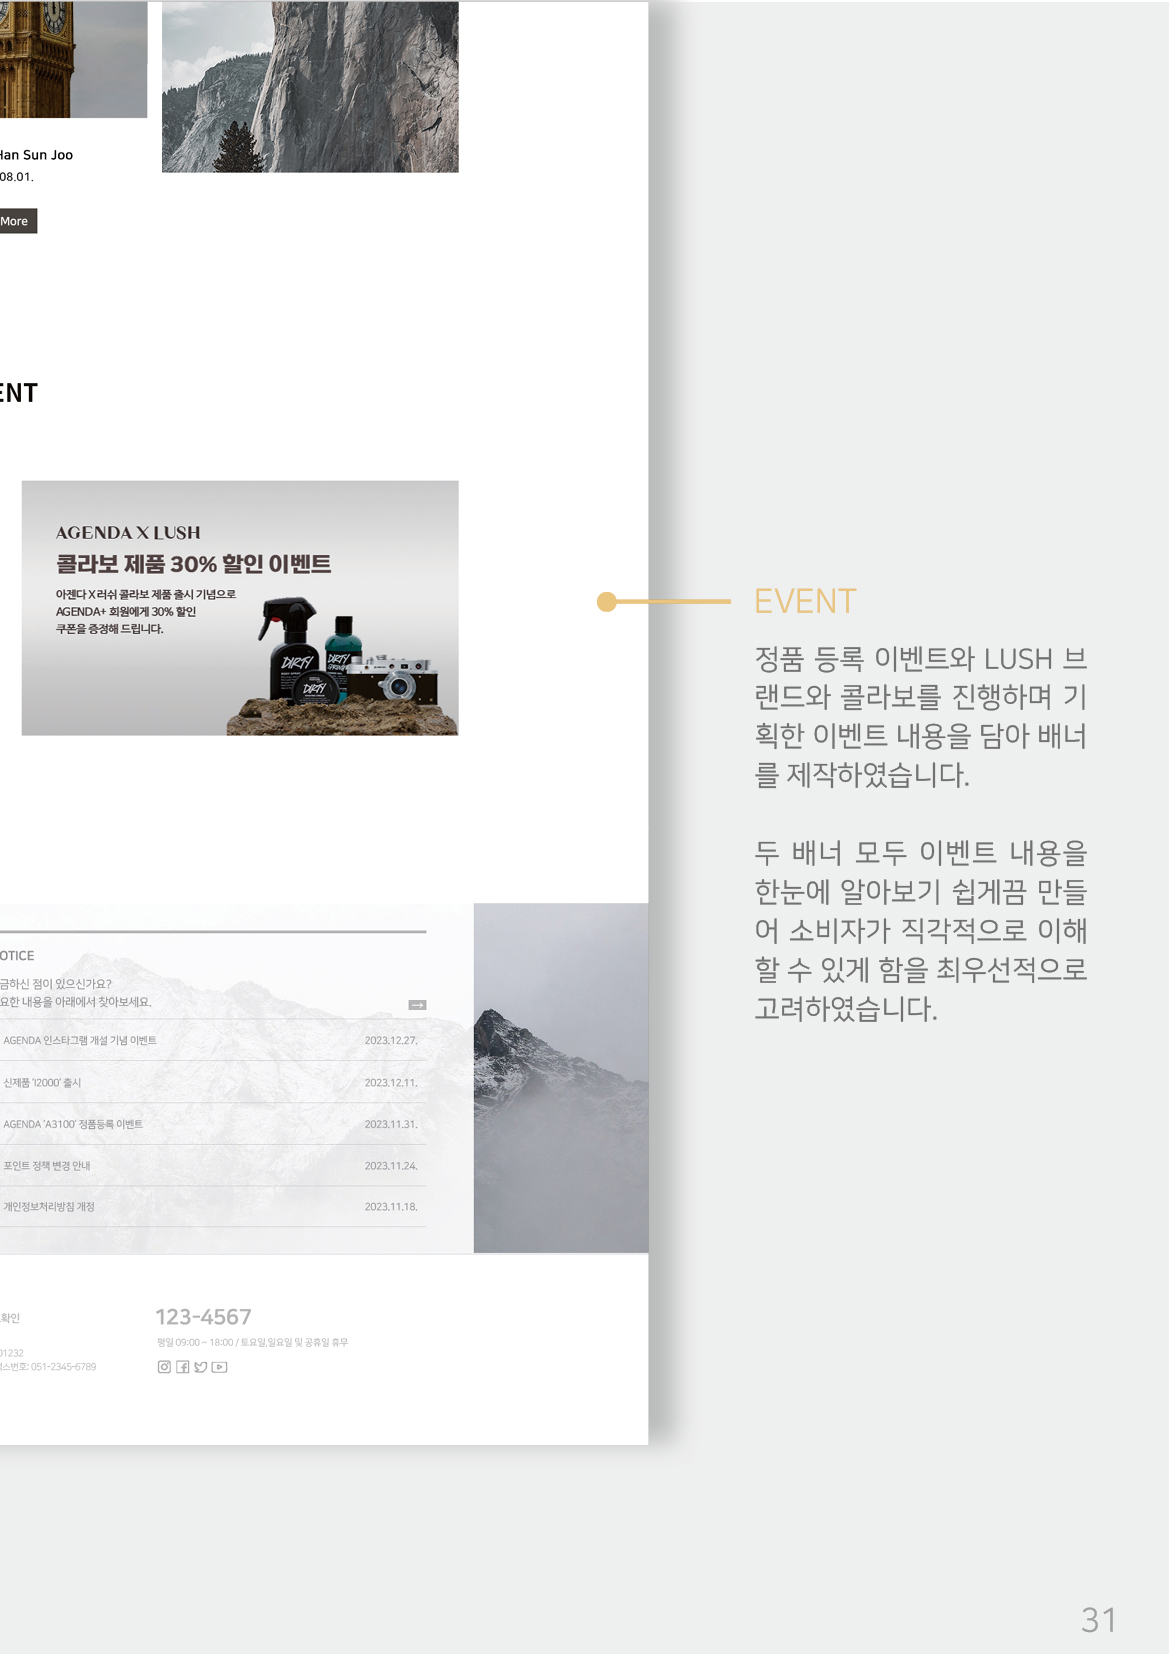 Han Sun Joo
08.01.
More
ENT
AGENDA X LUSH
콜라보 제품 30% 할인 이벤트
아젠다 X 러쉬 콜라보 제품 출시 기념으로
AGENDA+ 회원에게 30% 할인
쿠폰을 증정해 드립니다.
DIRTY
DIRTY
DIRTY
EVENT
정품 등록 이벤트와 LUSH 브
랜드와 콜라보를 진행하며 기
획한 이벤트 내용을 담아 배너
를 제작하였습니다.
두 배너 모두 이벤트 내용을
한눈에 알아보기 쉽게끔 만들
어 소비자가 직각적으로 이해
할 수 있게 함을 최우선적으로
고려하였습니다.
OTICE
금하신 점이 있으신가요?
요한 내용을 아래에서 찾아보세요.
AGENDA 인스타그램 개설 기념 이벤트 2023.12.27.
신제품 'I2000' 출시 2023.12.11.
AGENDA 'A3100' 정품등록 이벤트 2023.11.31.
포인트 정책 변경 안내 2023.11.24.
개인정보처리방침 개정 2023.11.18.
확인
01232
스번호: 051-2345-6789
123-4567
평일 09:00 – 18:00 / 토요일,일요일 및 공휴일 휴무
31